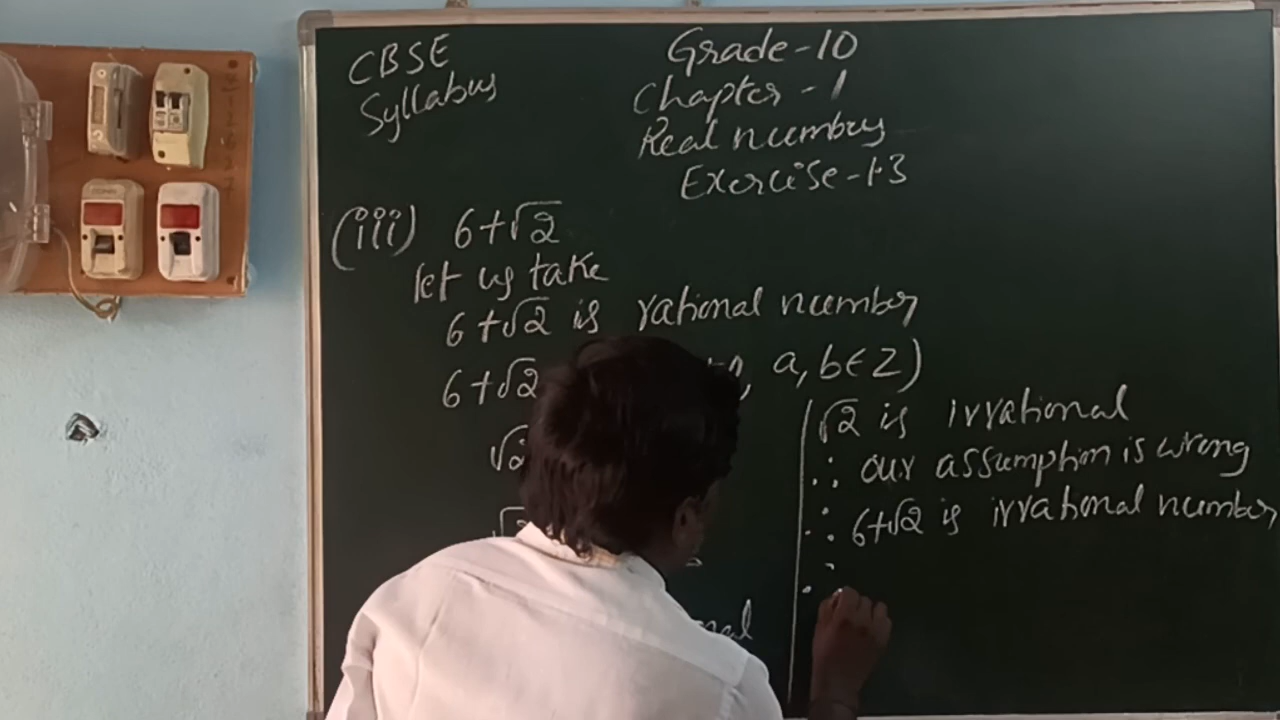 CBSE
Syllabus
Grade-10
Chapter-1
Real numbers
Exercise-1.3
(iii) 6+√2
let us take
6+√2 is rational number
6+√2 a, b∈Z)
√2
√2 is irrational
∴ our assumption is wrong
∴ 6+√2 is irrational number
∴